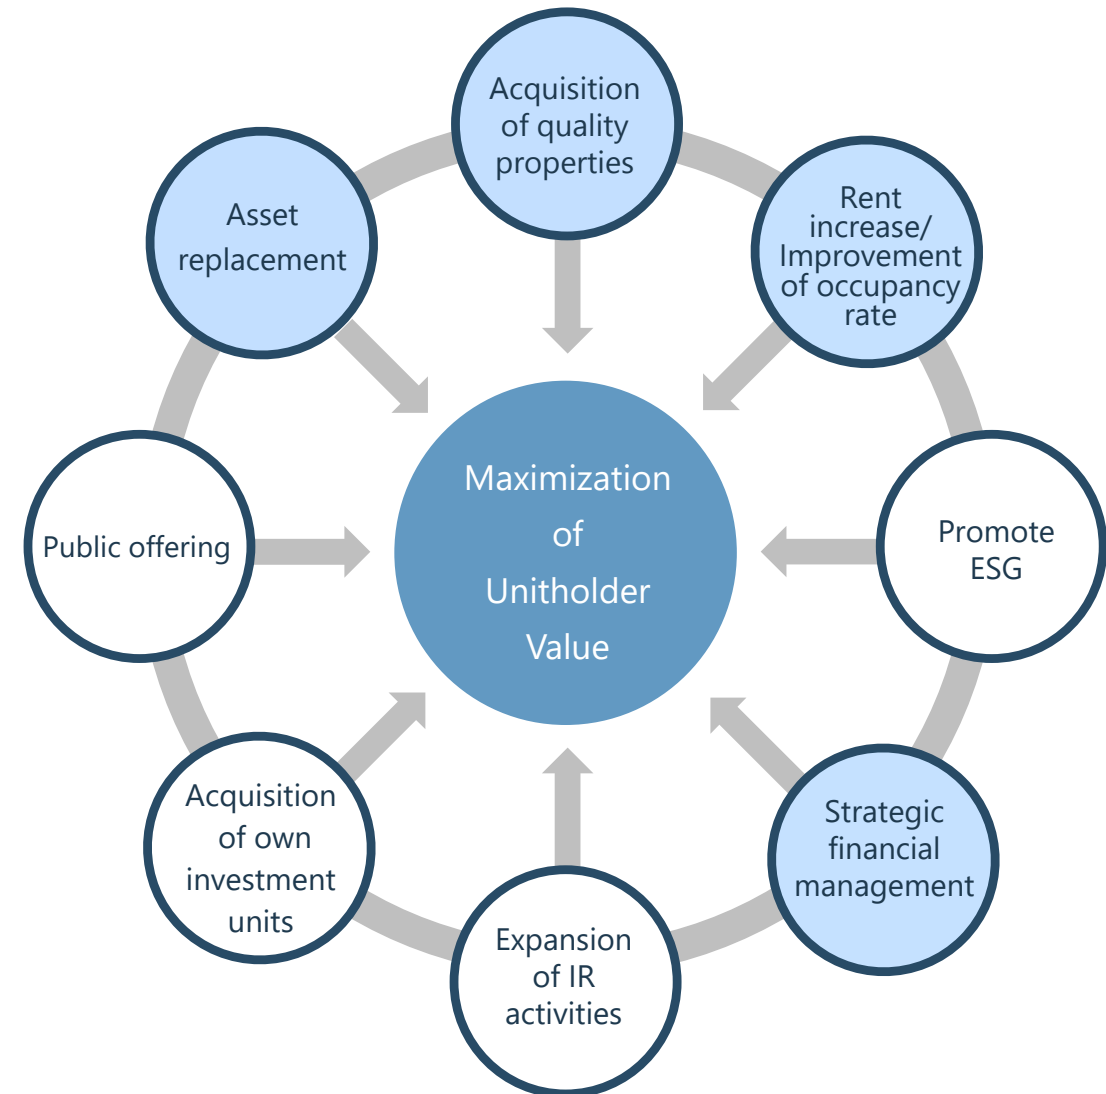 Acquisition
of quality
properties
Rent
increase/
Improvement
of occupancy
rate
Promote
ESG
Strategic
financial
management
Expansion
of IR
activities
Acquisition
of own
investment
units
Public offering
Asset
replacement
Maximization
of
Unitholder
Value